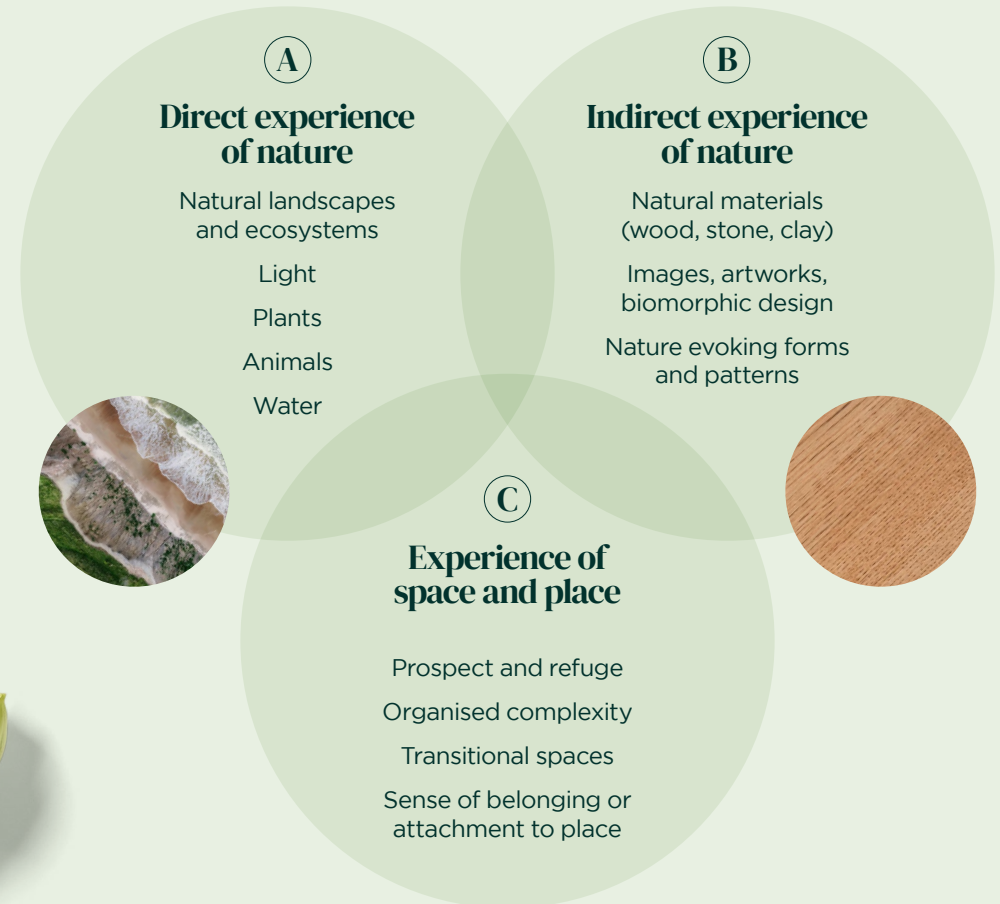 A
Direct experience
of nature
Natural landscapes
and ecosystems
Light
Plants
Animals
Water
B
Indirect experience
of nature
Natural materials
(wood, stone, clay)
Images, artworks,
biomorphic design
Nature evoking forms
and patterns
C
Experience of
space and place
Prospect and refuge
Organised complexity
Transitional spaces
Sense of belonging or
attachment to place